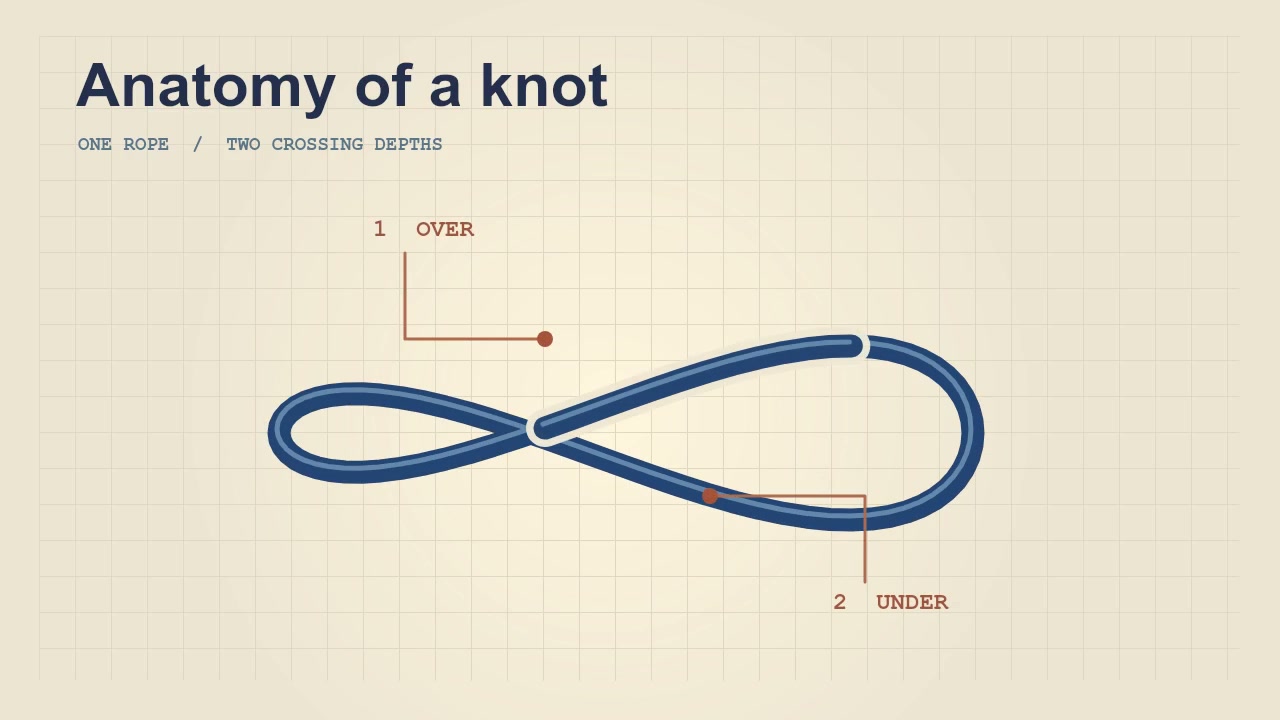 Anatomy of a knot
ONE ROPE / TWO CROSSING DEPTHS
1 OVER
2 UNDER